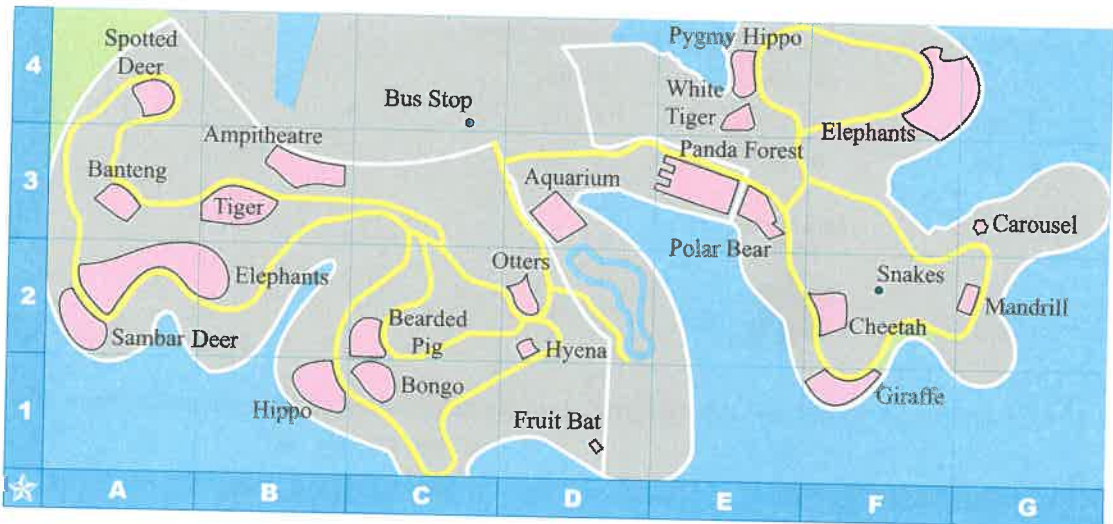 4
3
2
1
Spotted
Deer
Bus Stop
Pygmy Hippo
White
Tiger
Elephants
Ampitheatre
Banteng
Tiger
Aquarium
Panda Forest
Carousel
Polar Bear
Elephants
Otters
Snakes
Mandrill
Sambar Deer
Bearded
Pig
Hyena
Cheetah
Hippo
Bongo
Fruit Bat
Giraffe
A B C D E F G